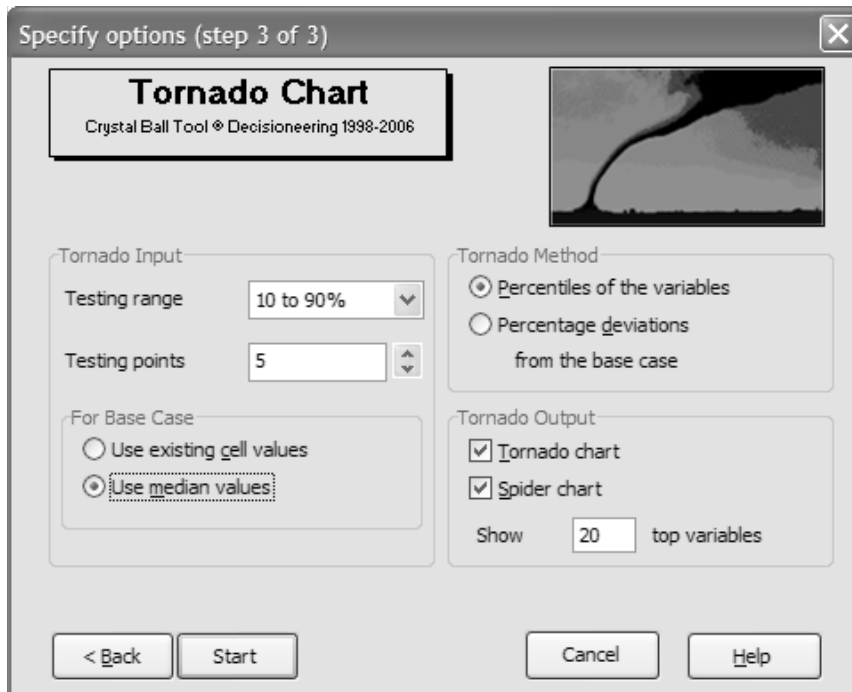 Specify options (step 3 of 3)
Tornado Chart
Crystal Ball Tool ® Decisioneering 1998-2006
Tornado Input
Testing range 10 to 90%
Testing points 5
For Base Case
Use existing cell values
Use median values
Tornado Method
Percentiles of the variables
Percentage deviations
from the base case
Tornado Output
Tornado chart
Spider chart
Show 20 top variables
< Back Start Cancel Help